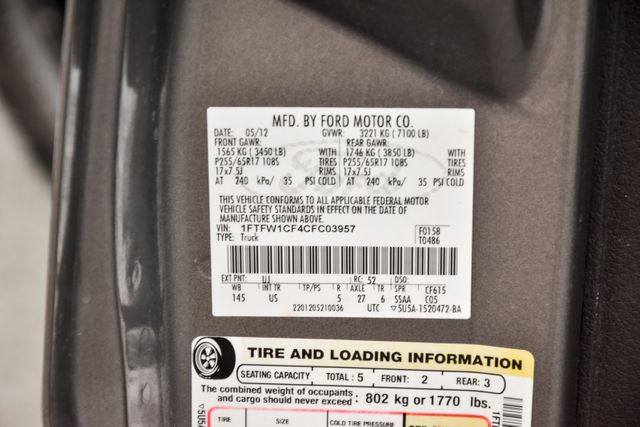 MFD. BY FORD MOTOR CO.
DATE: 05/12 GVWR: 3221 KG (7100 LB)
FRONT GAWR: REAR GAWR:
1565 KG (3450 LB) WITH 1746 KG (3850 LB) WITH
P255/65R17 108S TIRES P255/65R17 108S TIRES
17x7.5J RIMS 17x7.5J RIMS
AT 240 kPa/ 35 PSI COLD AT 240 kPa/ 35 PSI COLD
THIS VEHICLE CONFORMS TO ALL APPLICABLE FEDERAL MOTOR
VEHICLE SAFETY STANDARDS IN EFFECT ON THE DATE OF
MANUFACTURE SHOWN ABOVE.
VIN: 1FTFW1CF4CFC03957 F0158
TYPE: Truck T0486
EXT PNT: UJ RC: 52 DSO:
WB INT TR TP/PS R AXLE TR SPR CF615
145 US 5 27 6 SSAA C05
2201205210036 UTC ▽5U5A-1520472-BA
TIRE AND LOADING INFORMATION
SEATING CAPACITY TOTAL : 5 FRONT: 2 REAR: 3
The combined weight of occupants
and cargo should never exceed : 802 kg or 1770 lbs.
TIRE SIZE COLD TIRE PRESSURE